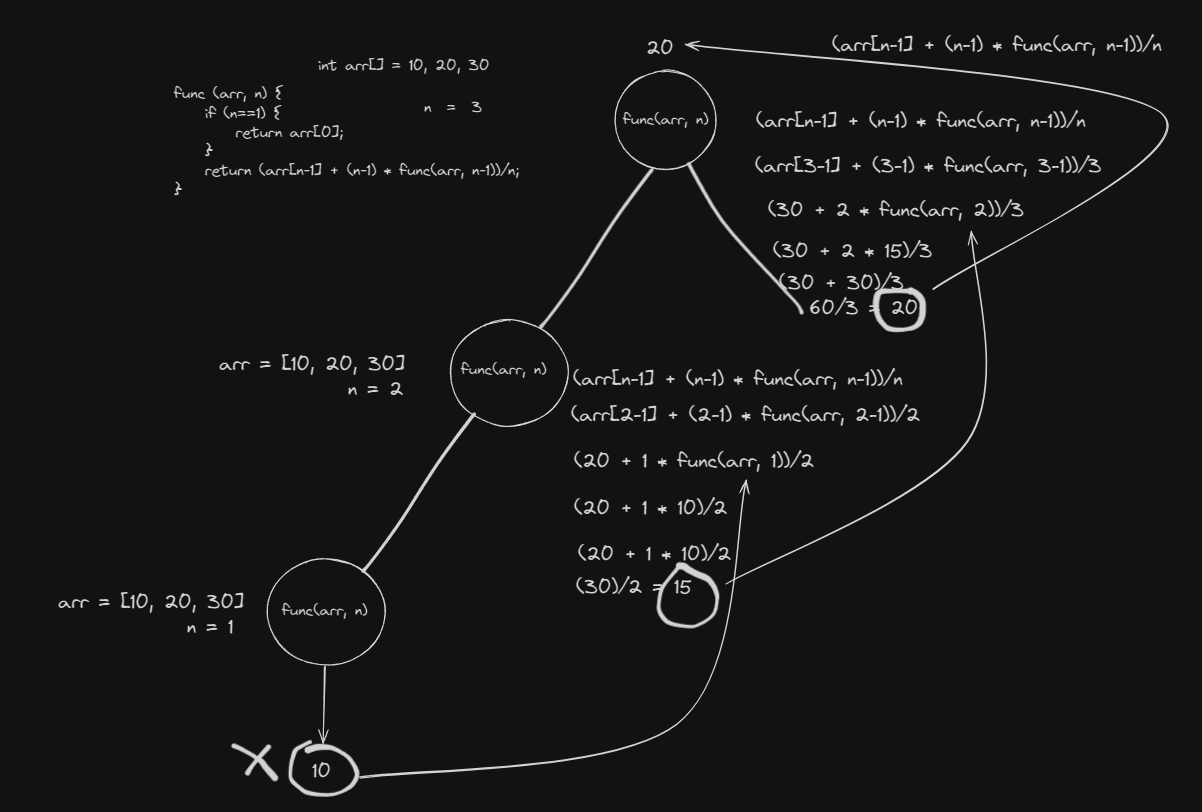 20
(arr[n-1] + (n-1) * func(arr, n-1))/n
int arr[] = 10, 20, 30
n = 3
func (arr, n) {
if (n==1) {
return arr[0];
}
return (arr[n-1] + (n-1) * func(arr, n-1))/n;
}
func(arr, n)
(arr[n-1] + (n-1) * func(arr, n-1))/n
(arr[3-1] + (3-1) * func(arr, 3-1))/3
(30 + 2 * func(arr, 2))/3
(30 + 2 * 15)/3
(30 + 30)/3
60/3 = 20
arr = [10, 20, 30]
n = 2
func(arr, n)
(arr[n-1] + (n-1) * func(arr, n-1))/n
(arr[2-1] + (2-1) * func(arr, 2-1))/2
(20 + 1 * func(arr, 1))/2
(20 + 1 * 10)/2
(20 + 1 * 10)/2
(30)/2 = 15
arr = [10, 20, 30]
n = 1
func(arr, n)
X
10